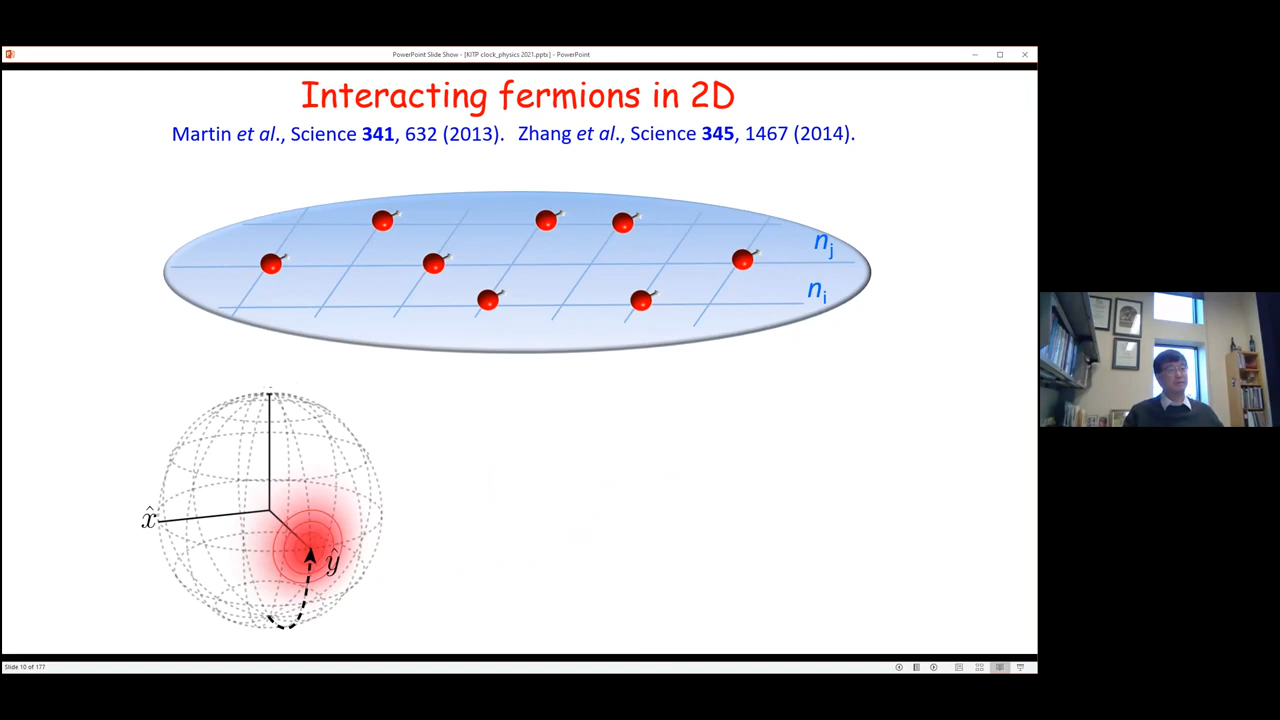 PowerPoint Slide Show - [KITP clock_physics 2021.pptx] - PowerPoint
Interacting fermions in 2D
Martin et al., Science 341, 632 (2013). Zhang et al., Science 345, 1467 (2014).
nj
ni
x̂
ŷ
Slide 10 of 177